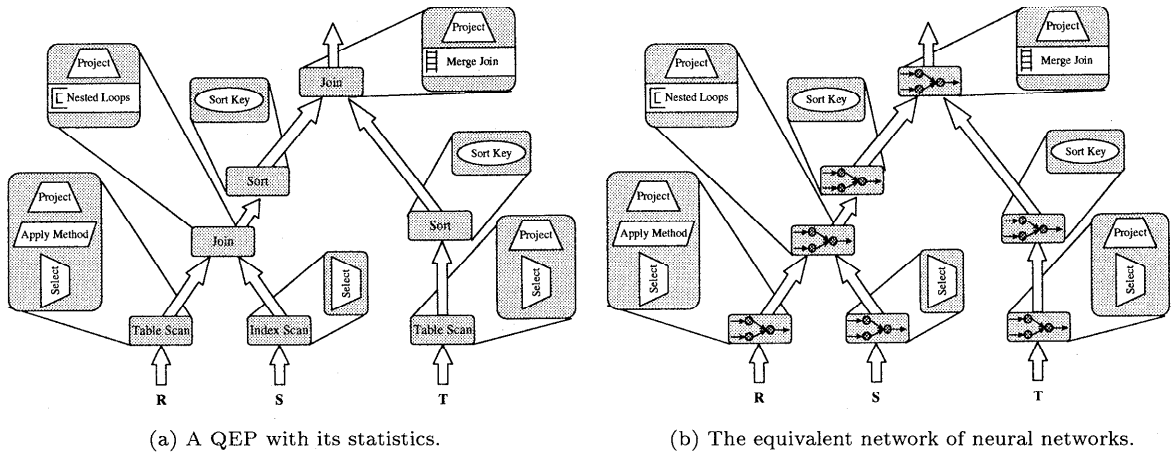 Project
Nested Loops
Sort Key
Join
Project
Merge Join
Sort Key
Sort
Project
Apply Method
Select
Join
Sort
Project
Select
Select
Table Scan
Index Scan
Table Scan
R
S
T
(a) A QEP with its statistics.
Project
Nested Loops
Sort Key
Project
Merge Join
Sort Key
Project
Apply Method
Select
Project
Select
Select
R
S
T
(b) The equivalent network of neural networks.